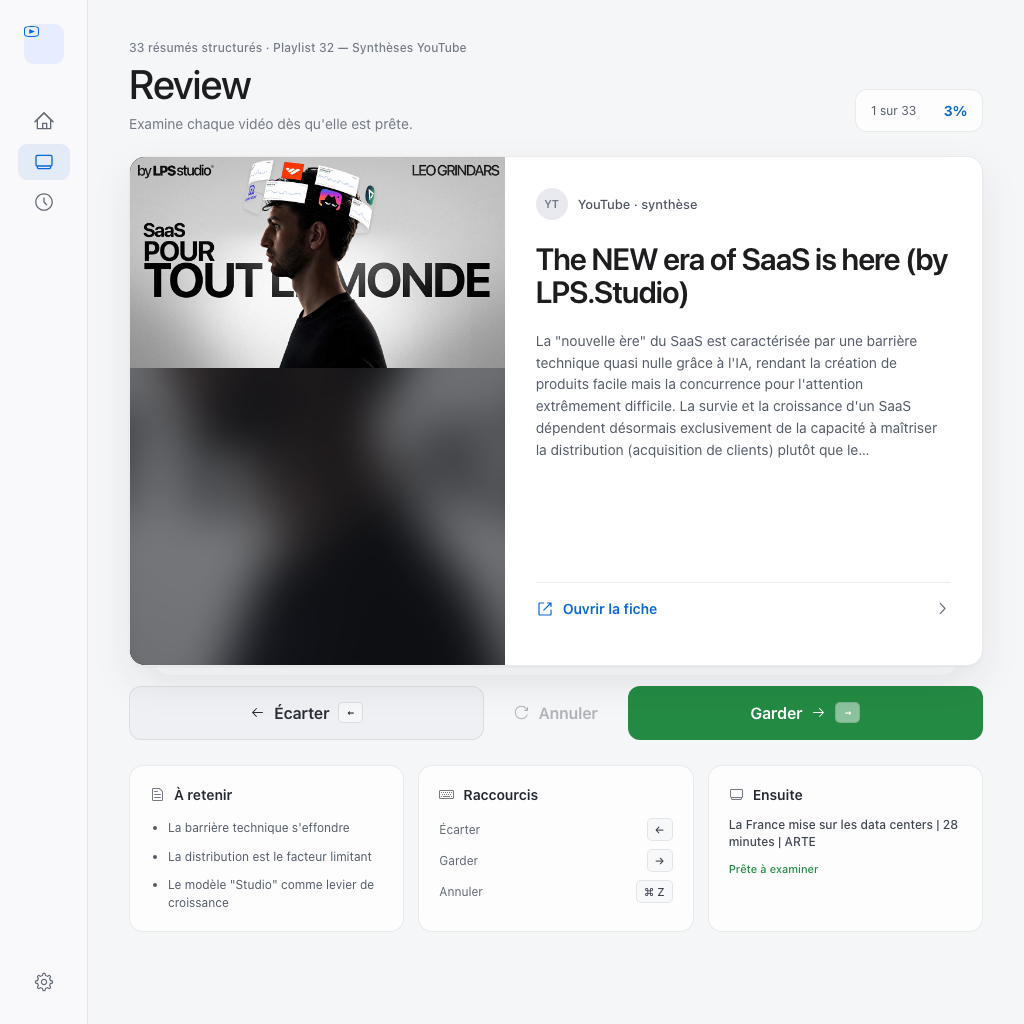 33 résumés structurés · Playlist 32 — Synthèses YouTube
Review
Examine chaque vidéo dès qu'elle est prête.
1 sur 33 3%
by LPS studio
LEO GRINDARS
SaaS
POUR
TOUT LE MONDE
YT YouTube · synthèse
The NEW era of SaaS is here (by
LPS.Studio)
La "nouvelle ère" du SaaS est caractérisée par une barrière
technique quasi nulle grâce à l'IA, rendant la création de
produits facile mais la concurrence pour l'attention
extrêmement difficile. La survie et la croissance d'un SaaS
dépendent désormais exclusivement de la capacité à maîtriser
la distribution (acquisition de clients) plutôt que le…
Ouvrir la fiche
← Écarter ←
Annuler
Garder → →
À retenir
• La barrière technique s'effondre
• La distribution est le facteur limitant
• Le modèle "Studio" comme levier de
croissance
Raccourcis
Écarter ←
Garder →
Annuler ⌘ Z
Ensuite
La France mise sur les data centers | 28
minutes | ARTE
Prête à examiner